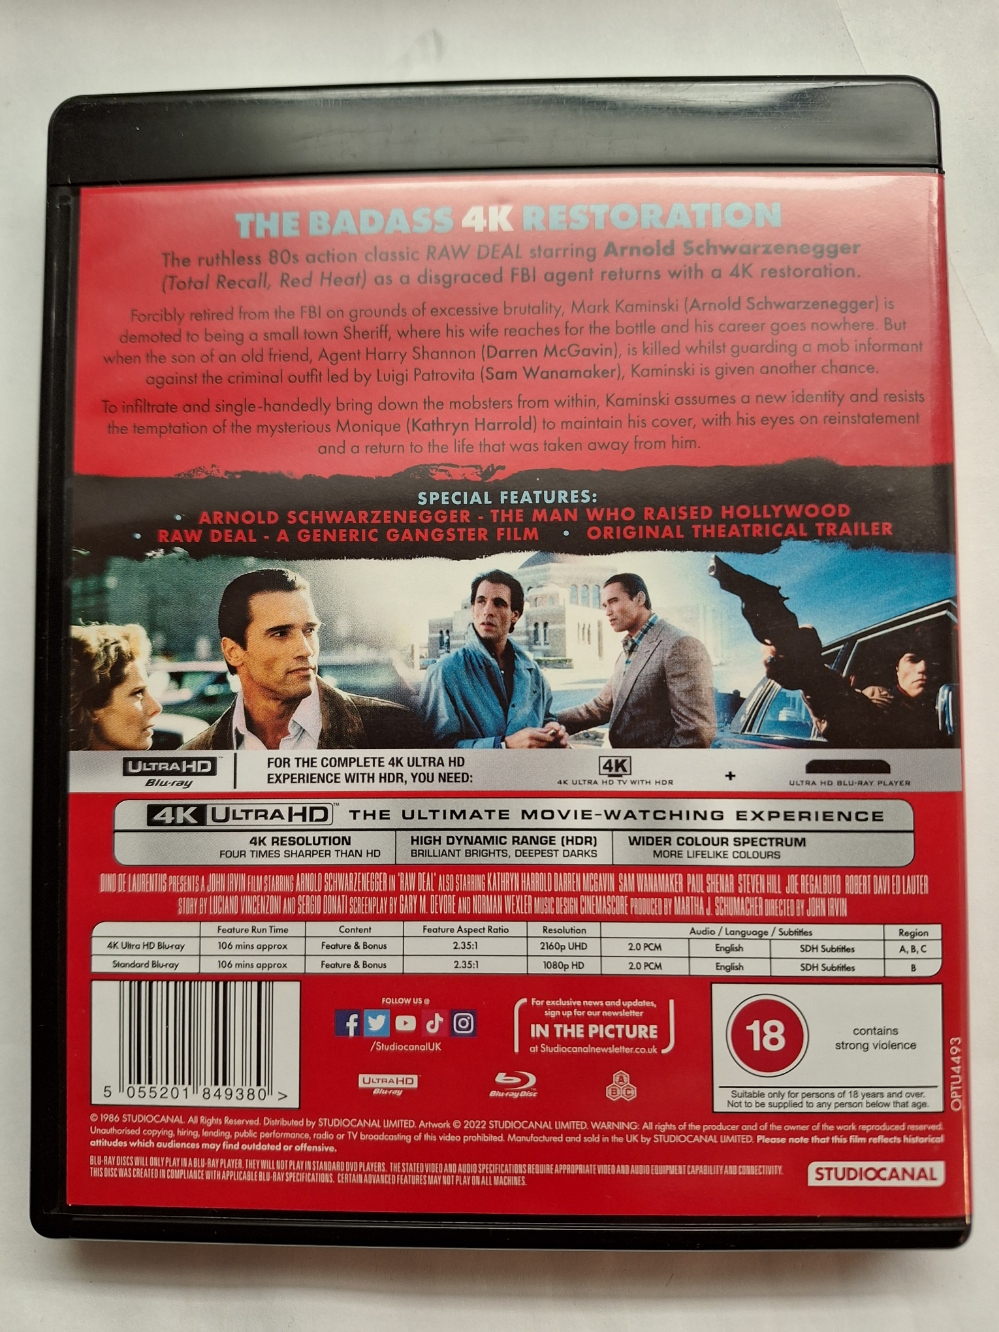 THE BADASS 4K RESTORATION
The ruthless 80s action classic RAW DEAL starring Arnold Schwarzenegger
(Total Recall, Red Heat) as a disgraced FBI agent returns with a 4K restoration.
Forcibly retired from the FBI on grounds of excessive brutality, Mark Kaminski (Arnold Schwarzenegger) is
demoted to being a small town Sheriff, where his wife reaches for the bottle and his career goes nowhere. But
when the son of an old friend, Agent Harry Shannon (Darren McGavin), is killed whilst guarding a mob informant
against the criminal outfit led by Luigi Patrovita (Sam Wanamaker), Kaminski is given another chance.
To infiltrate and single-handedly bring down the mobsters from within, Kaminski assumes a new identity and resists
the temptation of the mysterious Monique (Kathryn Harrold) to maintain his cover, with his eyes on reinstatement
and a return to the life that was taken away from him.
SPECIAL FEATURES:
• ARNOLD SCHWARZENEGGER - THE MAN WHO RAISED HOLLYWOOD
• RAW DEAL - A GENERIC GANGSTER FILM • ORIGINAL THEATRICAL TRAILER
ULTRA HD Blu-ray
FOR THE COMPLETE 4K ULTRA HD
EXPERIENCE WITH HDR, YOU NEED:
4K
4K ULTRA HD TV WITH HDR
+
ULTRA HD BLU-RAY PLAYER
4K ULTRA HD™ THE ULTIMATE MOVIE-WATCHING EXPERIENCE
4K RESOLUTION
FOUR TIMES SHARPER THAN HD
HIGH DYNAMIC RANGE (HDR)
BRILLIANT BRIGHTS, DEEPEST DARKS
WIDER COLOUR SPECTRUM
MORE LIFELIKE COLOURS
DINO DE LAURENTIIS PRESENTS A JOHN IRVIN FILM STARRING ARNOLD SCHWARZENEGGER IN "RAW DEAL" ALSO STARRING KATHRYN HARROLD DARREN MCGAVIN SAM WANAMAKER PAUL SHENAR STEVEN HILL JOE REGALBUTO ROBERT DAVI ED LAUTER
STORY BY LUCIANO VINCENZONI AND SERGIO DONATI SCREENPLAY BY GARY M. DEVORE AND NORMAN WEXLER MUSIC DESIGN CINEMASCORE PRODUCED BY MARTHA J. SCHUMACHER DIRECTED BY JOHN IRVIN
Feature Run Time Content Feature Aspect Ratio Resolution Audio / Language / Subtitles Region
4K Ultra HD Blu-ray 106 mins approx Feature & Bonus 2.35:1 2160p UHD 2.0 PCM English SDH Subtitles A, B, C
Standard Blu-ray 106 mins approx Feature & Bonus 2.35:1 1080p HD 2.0 PCM English SDH Subtitles B
5 055201 849380 >
FOLLOW US @
/StudiocanalUK
For exclusive news and updates,
sign up for our newsletter
IN THE PICTURE
at Studiocanalnewsletter.co.uk
ULTRA HD Blu-ray
Blu-ray Disc
A B C
18
contains
strong violence
Suitable only for persons of 18 years and over.
Not to be supplied to any person below that age.
OPTU4493
© 1986 STUDIOCANAL. All Rights Reserved. Distributed by STUDIOCANAL LIMITED. Artwork © 2022 STUDIOCANAL LIMITED. WARNING: All rights of the producer and of the owner of the work reproduced reserved.
Unauthorised copying, hiring, lending, public performance, radio or TV broadcasting of this video prohibited. Manufactured and sold in the UK by STUDIOCANAL LIMITED. Please note that this film reflects historical
attitudes which audiences may find outdated or offensive.
BLU-RAY DISCS WILL ONLY PLAY IN A BLU-RAY PLAYER. THEY WILL NOT PLAY IN STANDARD DVD PLAYERS. THE STATED VIDEO AND AUDIO SPECIFICATIONS REQUIRE APPROPRIATE VIDEO AND AUDIO EQUIPMENT CAPABILITY AND CONNECTIVITY.
THIS DISC WAS CREATED IN COMPLIANCE WITH APPLICABLE BLU-RAY SPECIFICATIONS. CERTAIN ADVANCED FEATURES MAY NOT PLAY ON ALL MACHINES.
STUDIOCANAL